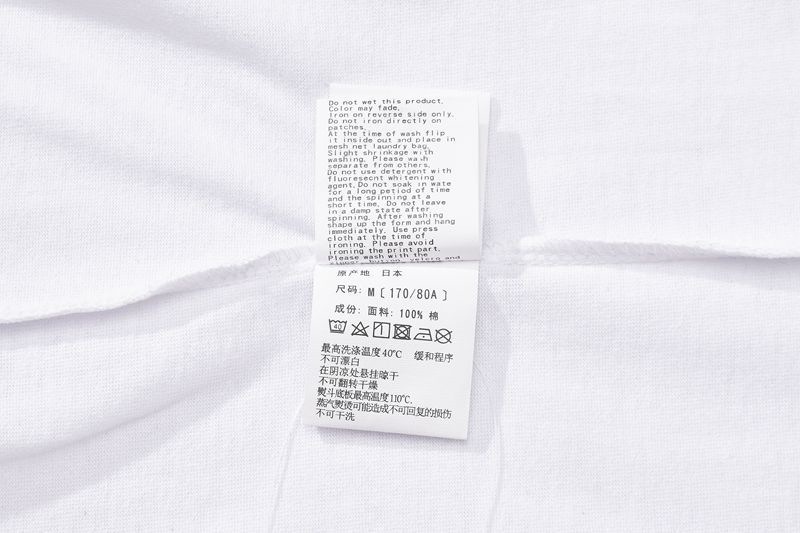 Do not wet this product.
Color may fade.
Iron on reverse side only.
Do not iron directly on
patches.
At the time of wash flip
it inside out and place in
mesh net laundry bag.
Slight shrinkage with
washing. Please wash
separate from others.
Do not use detergent with
fluoresecnt whitening
agent.Do not soak in wate
for a long petiod of time
and the spinning at a
short time. Do not leave
in a damp state after
spinning. After washing
shape up the form and hang
immediately. Use press
cloth at the time of
ironing. Please avoid
ironing the print part.
Please wash with the
zipper, button, velcro and
原产地 日本
尺码: M〔170/80A〕
成份: 面料: 100% 棉
40
最高洗涤温度40℃ 缓和程序
不可漂白
在阴凉处悬挂晾干
不可翻转干燥
熨斗底板最高温度110℃.
蒸汽熨烫可能造成不可回复的损伤
不可干洗